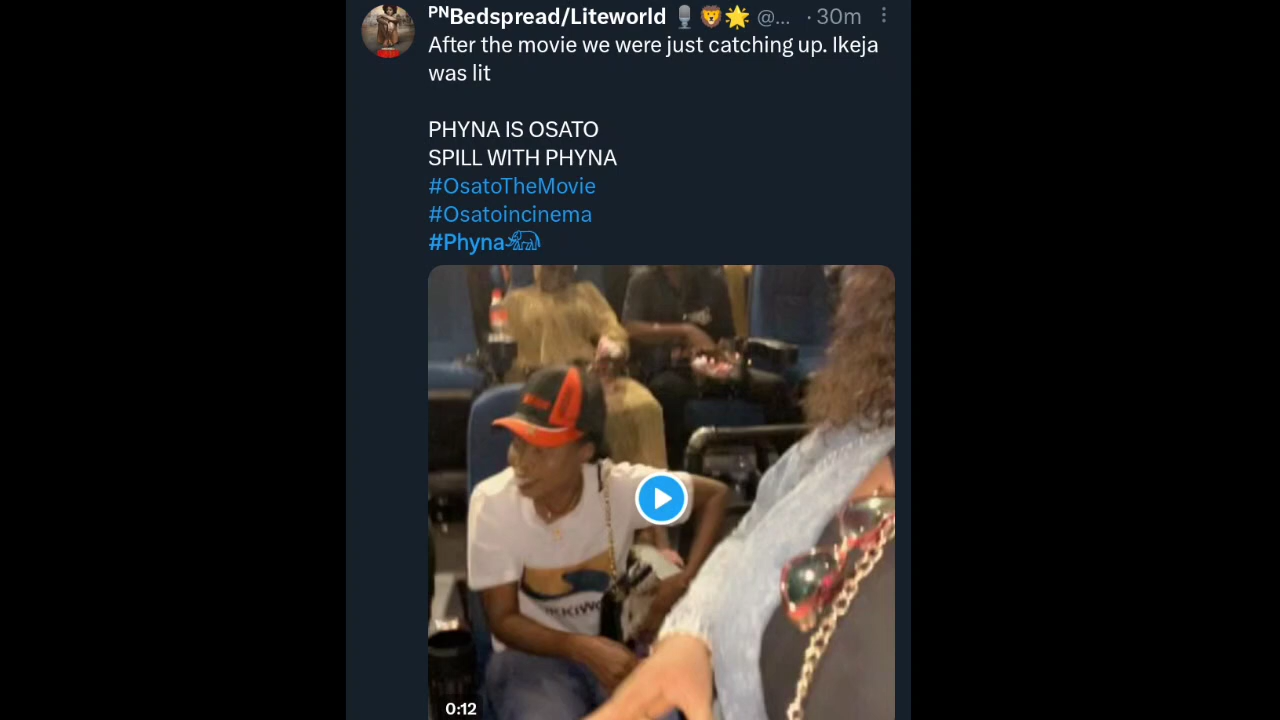 PNBedspread/Liteworld 🎙️🦁🌟 @... · 30m
After the movie we were just catching up. Ikeja
was lit
PHYNA IS OSATO
SPILL WITH PHYNA
#OsatoTheMovie
#Osatoincinema
#Phyna
0:12